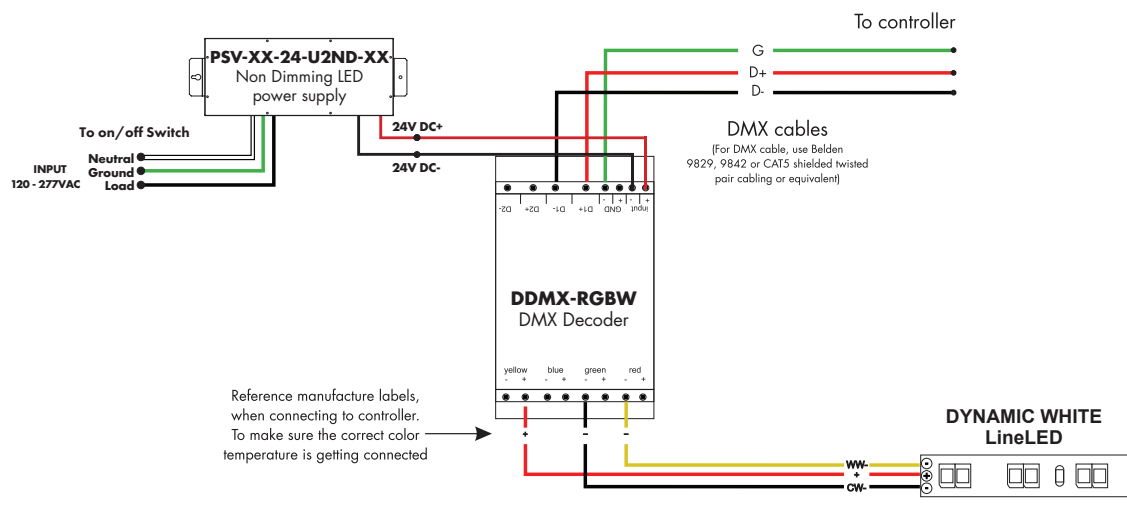 To controller
PSV-XX-24-U2ND-XX
Non Dimming LED
power supply
G
D+
D-
24V DC+
24V DC-
To on/off Switch
Neutral
INPUT
120 - 277VAC
Ground
Load
DMX cables
(For DMX cable, use Belden
9829, 9842 or CAT5 shielded twisted
pair cabling or equivalent)
D2- D2+ D1- D1+ - GND + - input +
DDMX-RGBW
DMX Decoder
yellow blue green red
- + - + - + - +
Reference manufacture labels,
when connecting to controller.
To make sure the correct color
temperature is getting connected
+ - -
DYNAMIC WHITE
LineLED
WW- -
+ +
CW- -